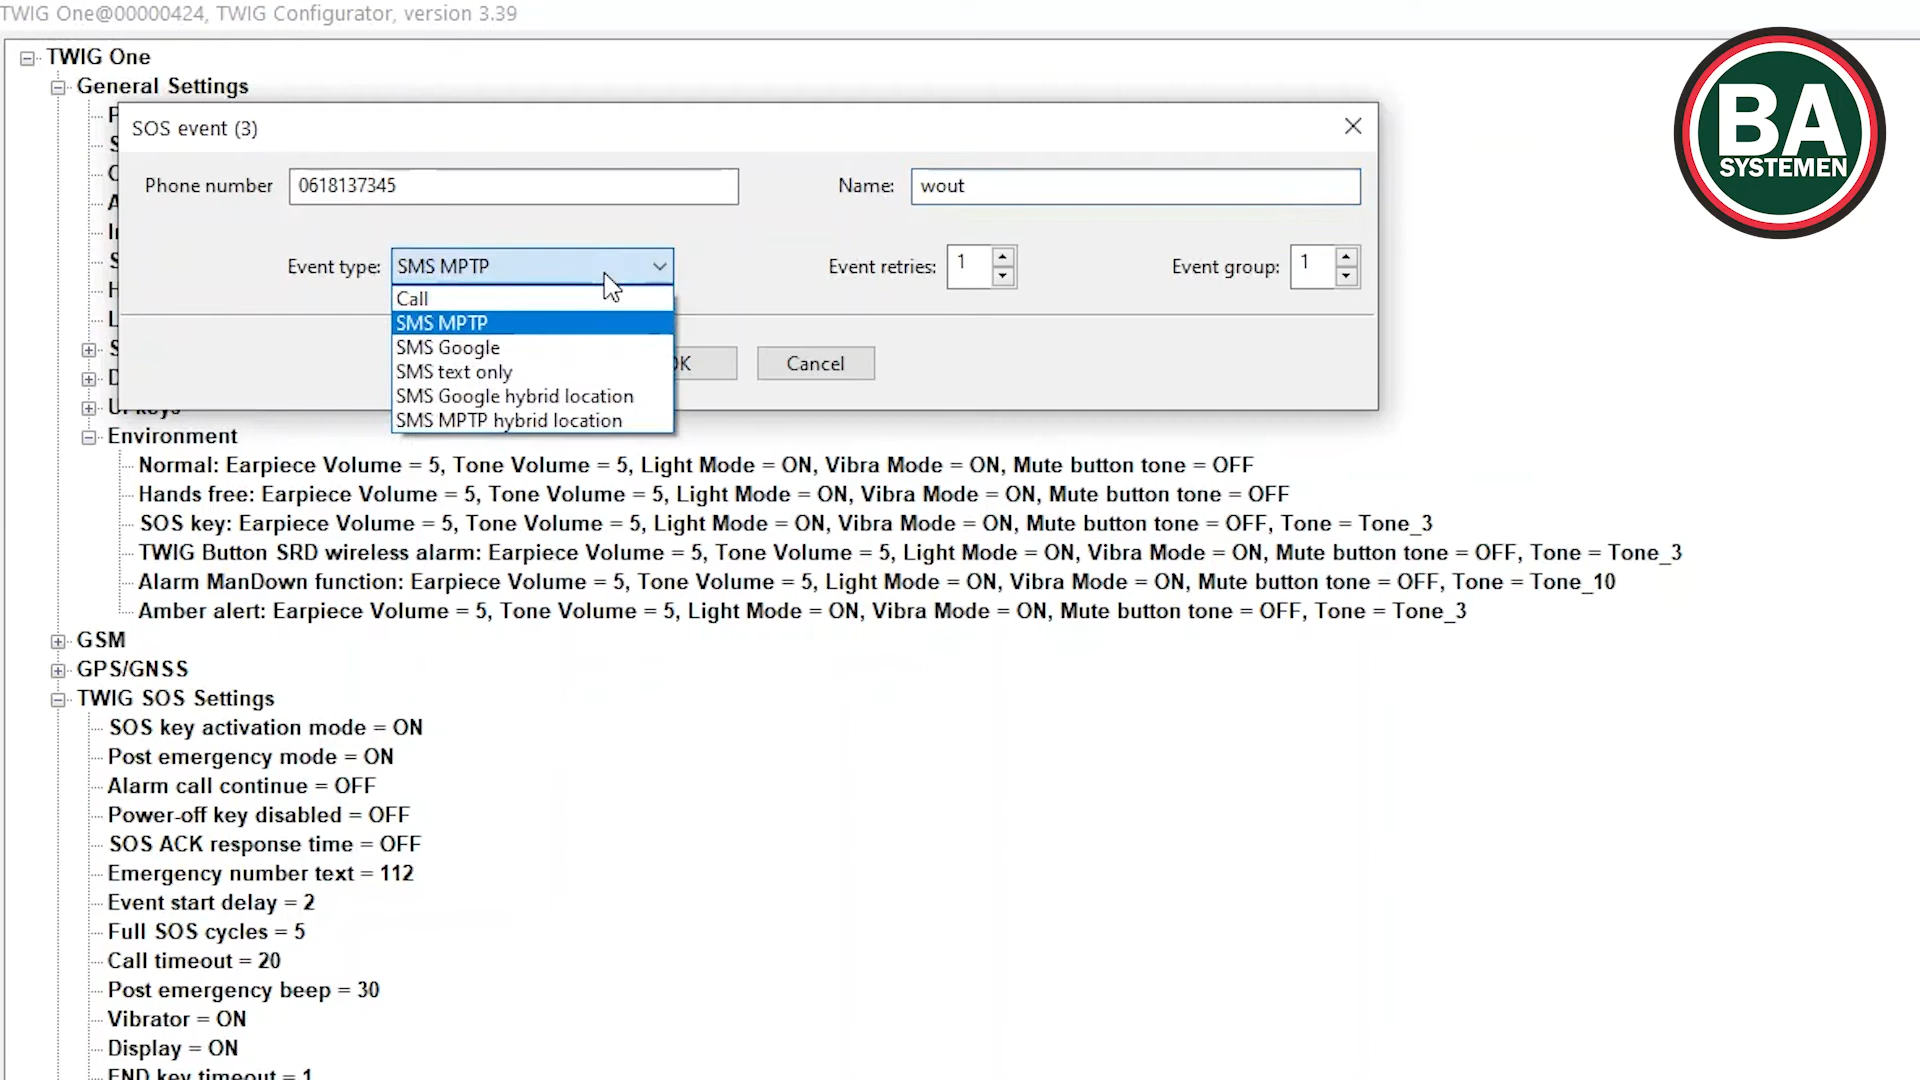 TWIG One@00000424, TWIG Configurator, version 3.39
TWIG One
General Settings
SOS event (3)
Phone number 0618137345 Name: wout
Event type: SMS MPTP Event retries: 1 Event group: 1
Call
SMS MPTP
SMS Google
SMS text only
SMS Google hybrid location
SMS MPTP hybrid location
Cancel
Environment
Normal: Earpiece Volume = 5, Tone Volume = 5, Light Mode = ON, Vibra Mode = ON, Mute button tone = OFF
Hands free: Earpiece Volume = 5, Tone Volume = 5, Light Mode = ON, Vibra Mode = ON, Mute button tone = OFF
SOS key: Earpiece Volume = 5, Tone Volume = 5, Light Mode = ON, Vibra Mode = ON, Mute button tone = OFF, Tone = Tone_3
TWIG Button SRD wireless alarm: Earpiece Volume = 5, Tone Volume = 5, Light Mode = ON, Vibra Mode = ON, Mute button tone = OFF, Tone = Tone_3
Alarm ManDown function: Earpiece Volume = 5, Tone Volume = 5, Light Mode = ON, Vibra Mode = ON, Mute button tone = OFF, Tone = Tone_10
Amber alert: Earpiece Volume = 5, Tone Volume = 5, Light Mode = ON, Vibra Mode = ON, Mute button tone = OFF, Tone = Tone_3
GSM
GPS/GNSS
TWIG SOS Settings
SOS key activation mode = ON
Post emergency mode = ON
Alarm call continue = OFF
Power-off key disabled = OFF
SOS ACK response time = OFF
Emergency number text = 112
Event start delay = 2
Full SOS cycles = 5
Call timeout = 20
Post emergency beep = 30
Vibrator = ON
Display = ON
END key timeout = 1
BA
SYSTEMEN